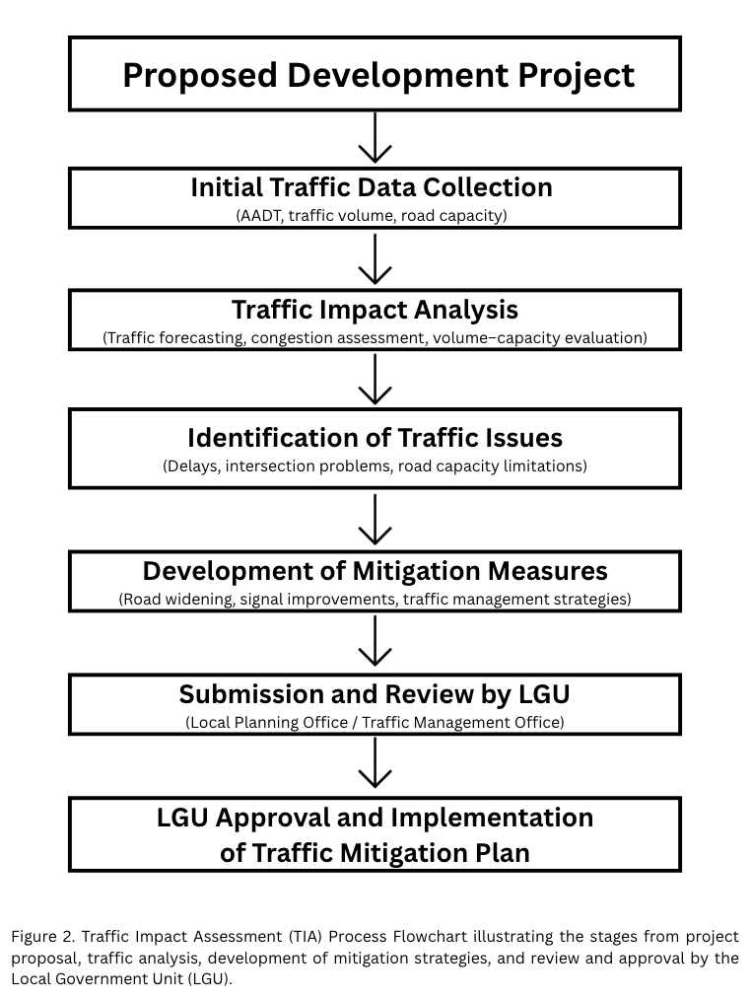 Proposed Development Project
Initial Traffic Data Collection
(AADT, traffic volume, road capacity)
Traffic Impact Analysis
(Traffic forecasting, congestion assessment, volume–capacity evaluation)
Identification of Traffic Issues
(Delays, intersection problems, road capacity limitations)
Development of Mitigation Measures
(Road widening, signal improvements, traffic management strategies)
Submission and Review by LGU
(Local Planning Office / Traffic Management Office)
LGU Approval and Implementation
of Traffic Mitigation Plan
Figure 2. Traffic Impact Assessment (TIA) Process Flowchart illustrating the stages from project
proposal, traffic analysis, development of mitigation strategies, and review and approval by the
Local Government Unit (LGU).